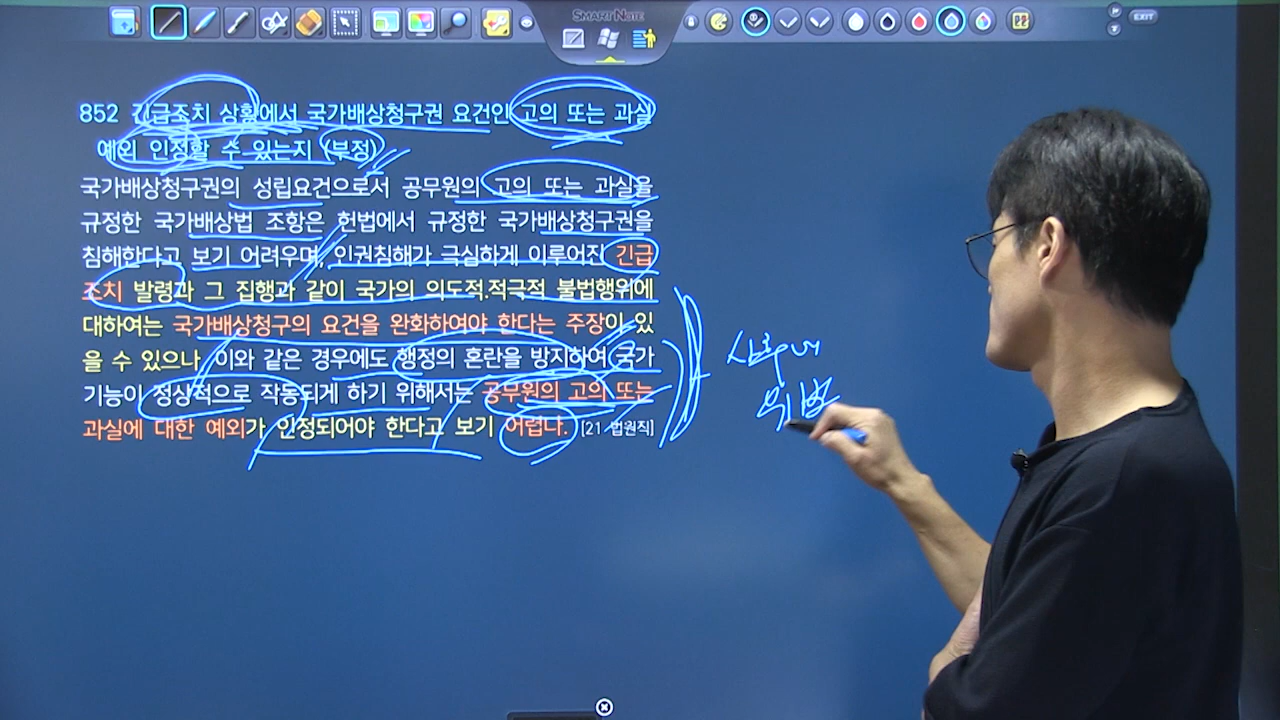 SMART NOTE
EXIT
852 긴급조치 상황에서 국가배상청구권 요건인 고의 또는 과실
예외 인정할 수 있는지 (부정)
국가배상청구권의 성립요건으로서 공무원의 고의 또는 과실을
규정한 국가배상법 조항은 헌법에서 규정한 국가배상청구권을
침해한다고 보기 어려우며, 인권침해가 극심하게 이루어진 긴급
조치 발령과 그 집행과 같이 국가의 의도적.적극적 불법행위에
대하여는 국가배상청구의 요건을 완화하여야 한다는 주장이 있
을 수 있으나 이와 같은 경우에도 행정의 혼란을 방지하여 국가
기능이 정상적으로 작동되게 하기 위해서는 공무원의 고의 또는
과실에 대한 예외가 인정되어야 한다고 보기 어렵다. [21 법원직]
사후에
위법